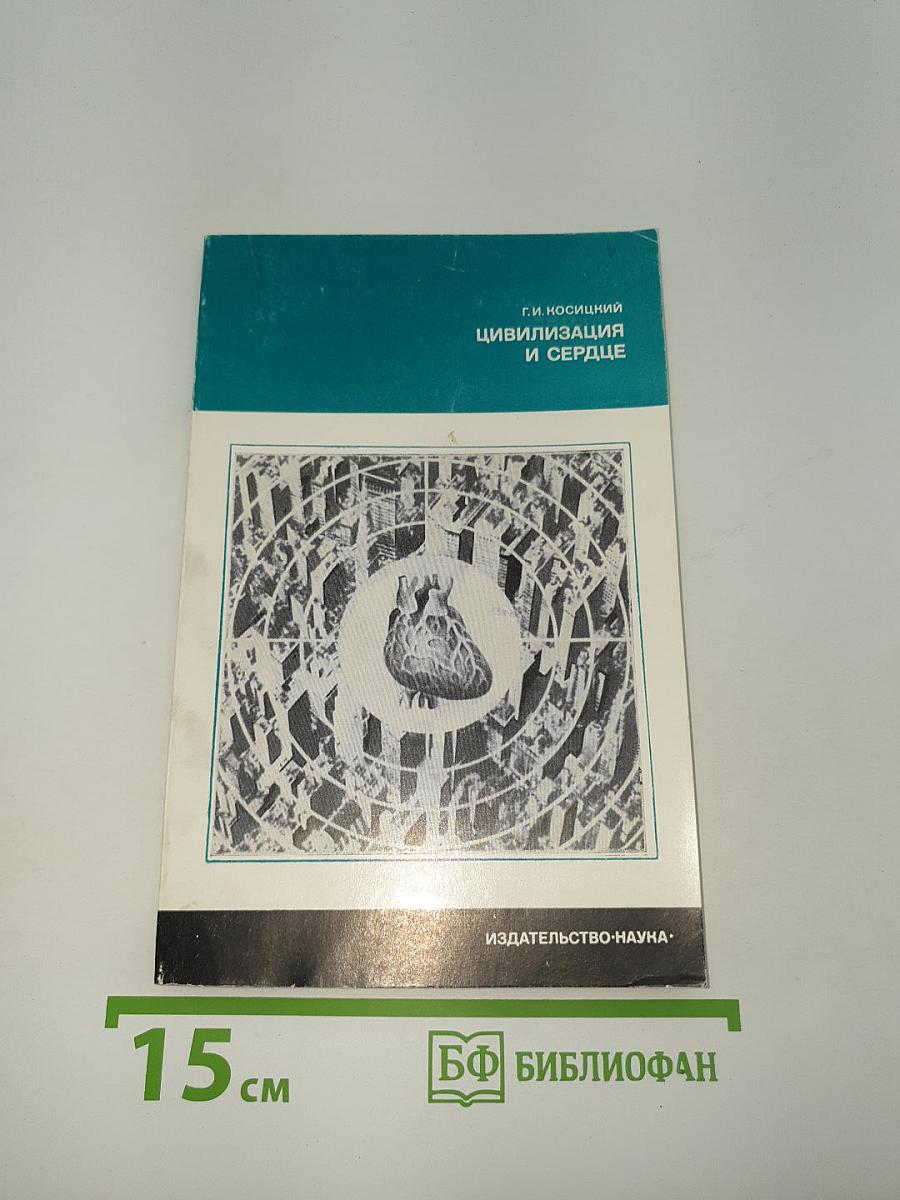 Г.И. КОСИЦКИЙ
ЦИВИЛИЗАЦИЯ
И СЕРДЦЕ
ИЗДАТЕЛЬСТВО·НАУКА·
15 см
БФ БИБЛИОФАН